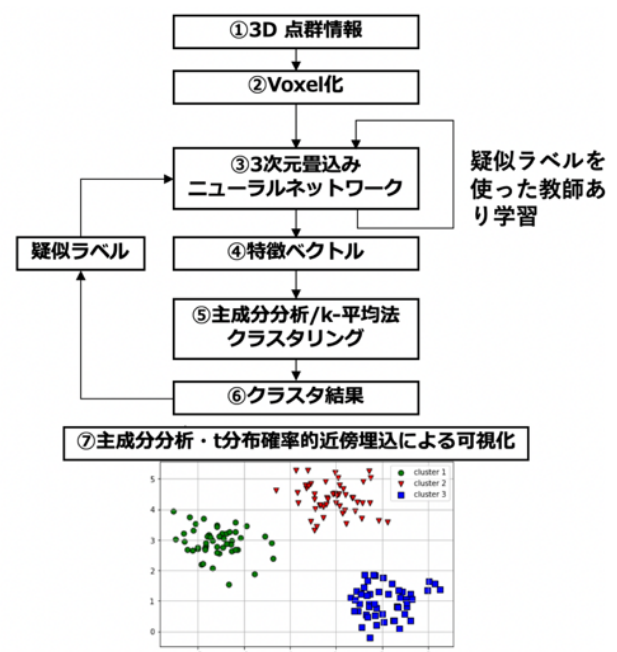 ①3D 点群情報
②Voxel化
③3次元畳込み
ニューラルネットワーク
疑似ラベルを
使った教師あ
り学習
疑似ラベル
④特徴ベクトル
⑤主成分分析/k-平均法
クラスタリング
⑥クラスタ結果
⑦主成分分析・t分布確率的近傍埋込による可視化
cluster 1
cluster 2
cluster 3
5
4
3
2
1
0